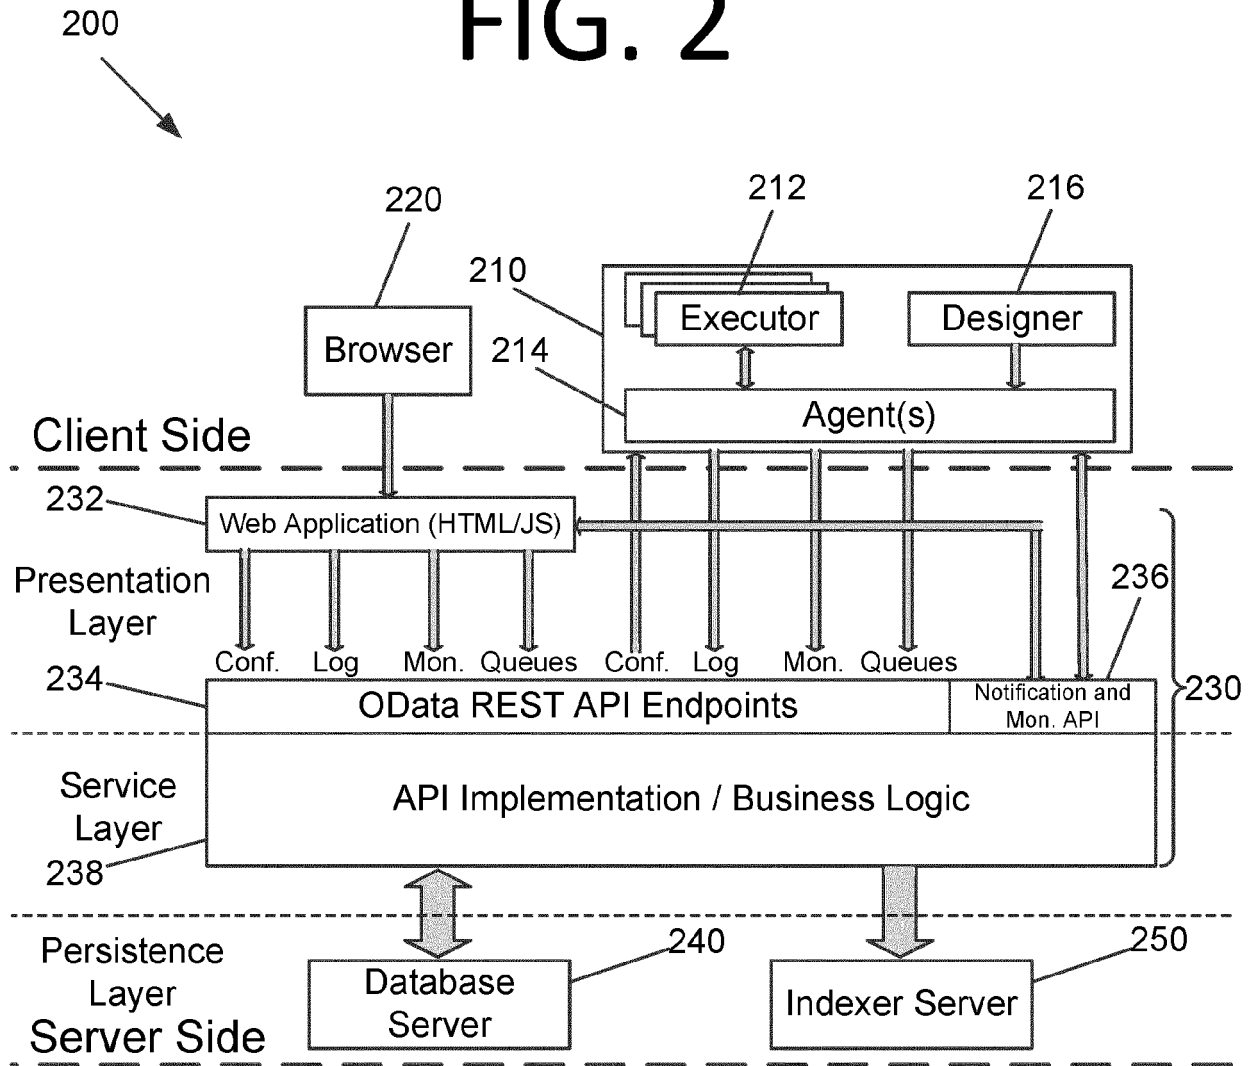 FIG. 2
200
212
216
220
210
Executor
Designer
Browser
214
Agent(s)
Client Side
232
Web Application (HTML/JS)
Presentation
Layer
236
Conf.
Log
Mon.
Queues
Conf.
Log
Mon.
Queues
234
OData REST API Endpoints
Notification and
Mon. API
230
Service
Layer
API Implementation / Business Logic
238
240
250
Persistence
Layer
Database
Server
Indexer Server
Server Side